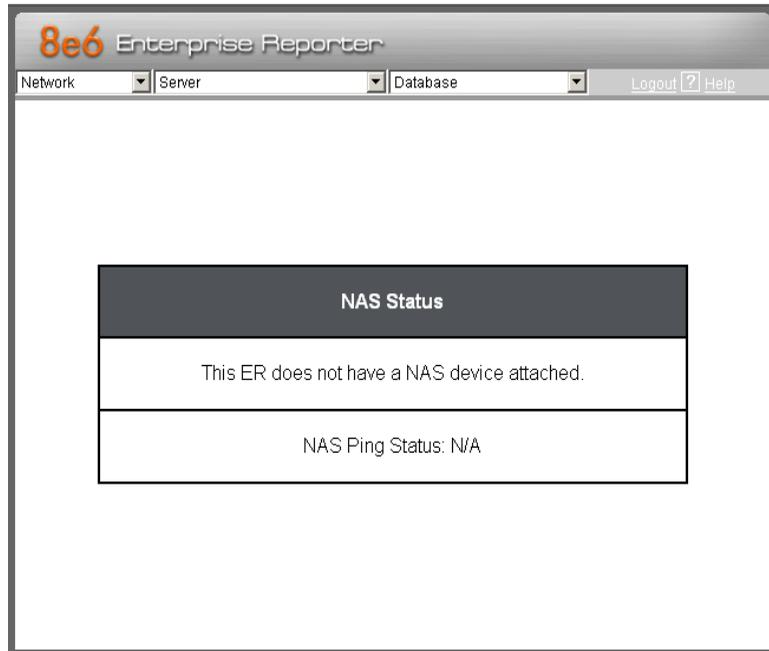 8e6 Enterprise Reporter
Network Server Database Logout ? Help
NAS Status
This ER does not have a NAS device attached.
NAS Ping Status: N/A